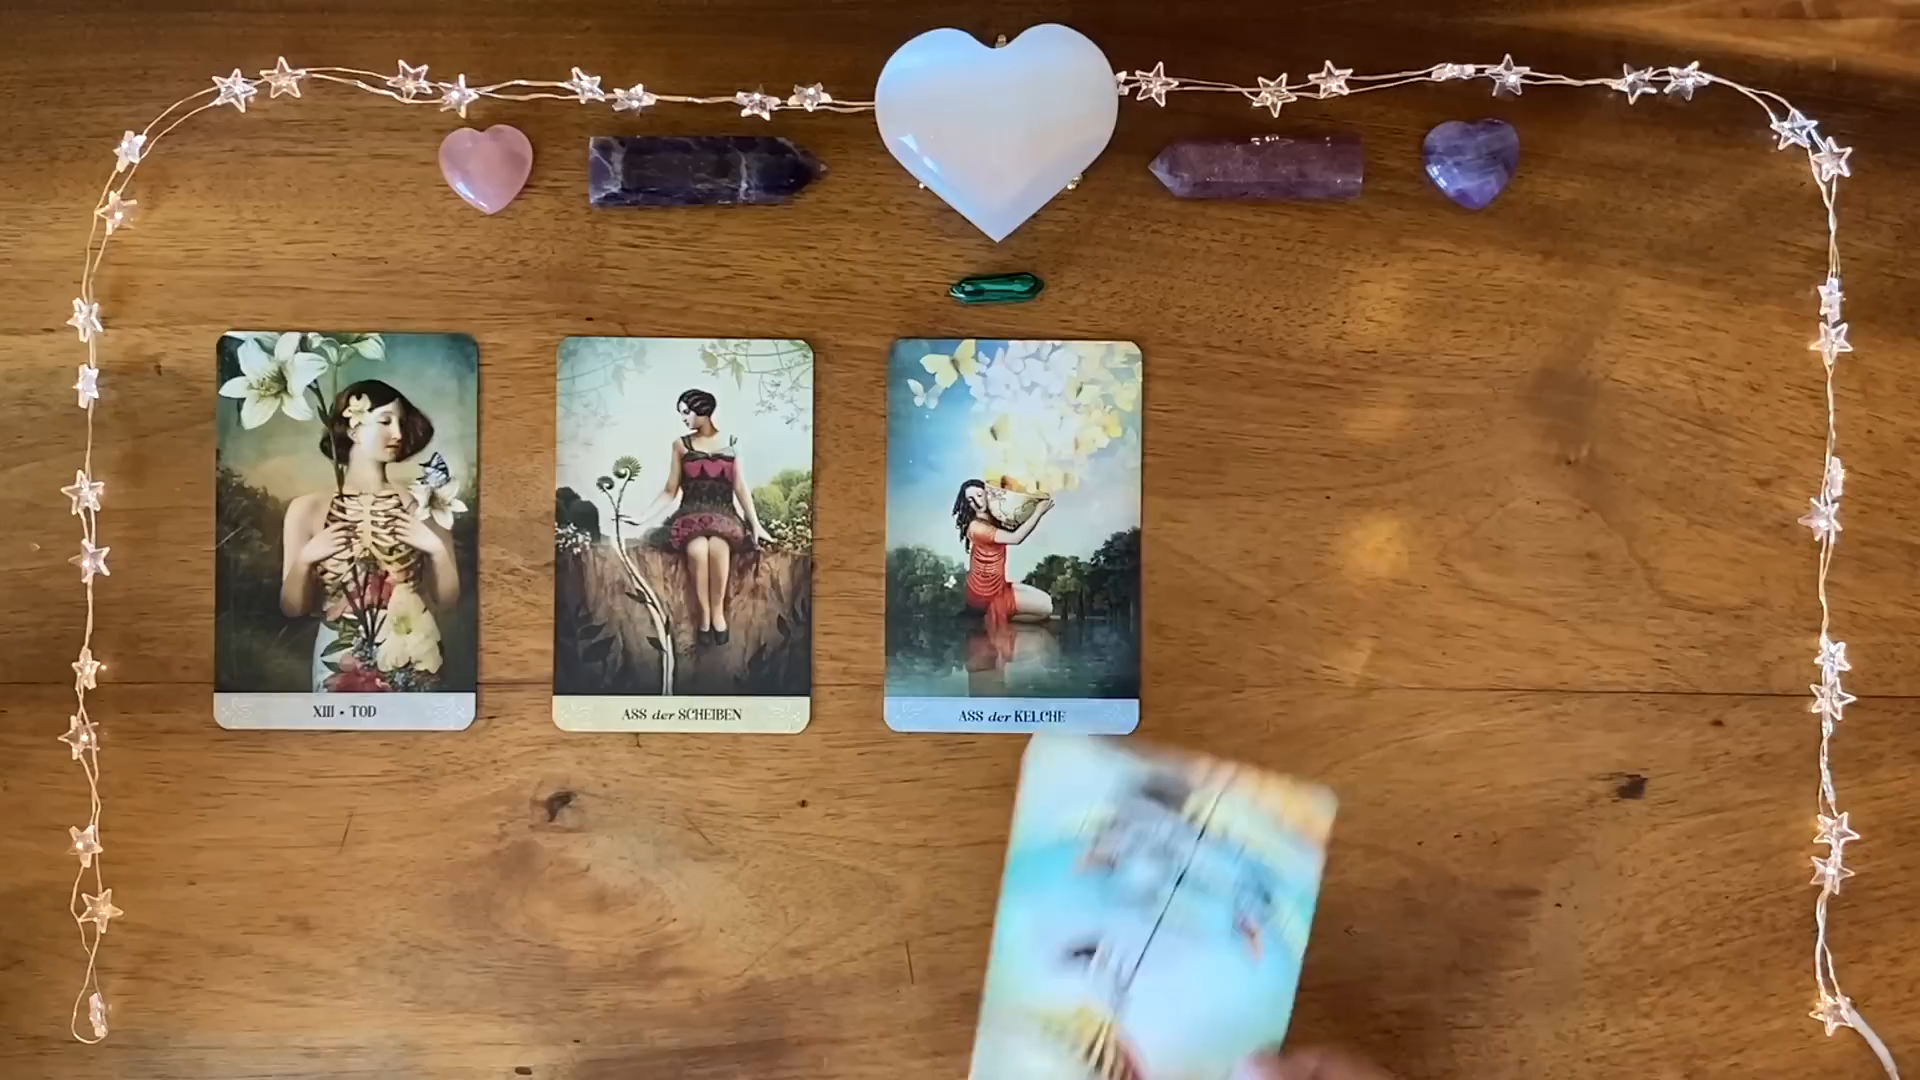 XIII • TOD
ASS der SCHEIBEN
ASS der KELCHE